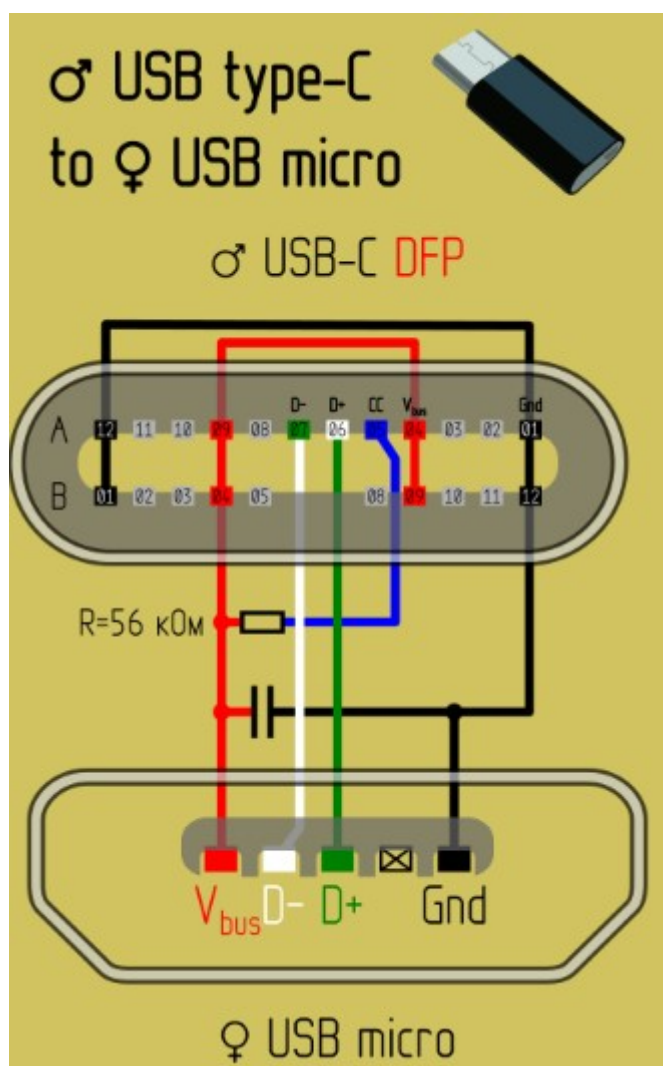 ♂ USB type-C
to ♀ USB micro
♂ USB-C DFP
D- D+ CC Vbus Gnd
A 12 11 10 09 08 07 06 05 04 03 02 01
B 01 02 03 04 05 08 09 10 11 12
R=56 кОм
Vbus D- D+ Gnd
♀ USB micro